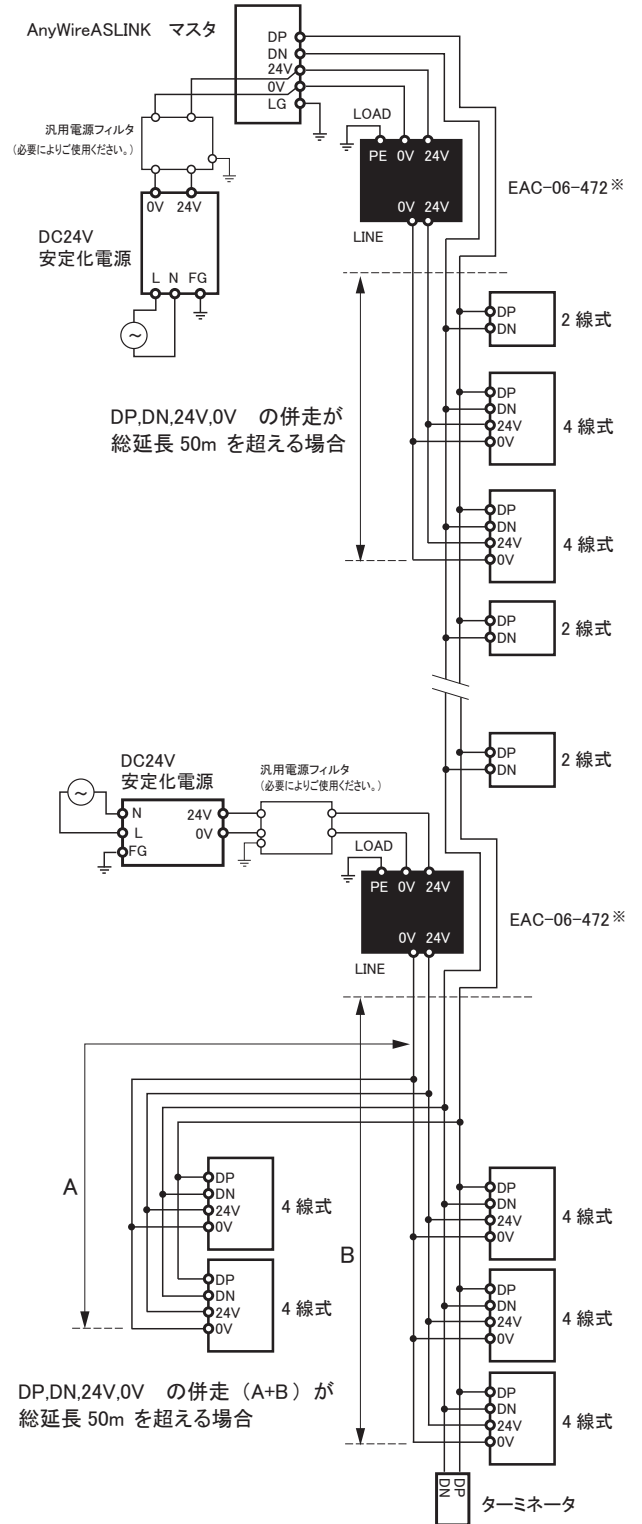 AnyWireASLINK マスタ
DP
DN
24V
0V
LG
汎用電源フィルタ
(必要によりご使用ください。)
0V 24V
DC24V
安定化電源
L N FG
LOAD
PE 0V 24V
0V 24V
LINE
EAC-06-472※
DP
DN
2 線式
DP,DN,24V,0V の併走が
総延長 50m を超える場合
DP
DN
24V
0V
4 線式
DP
DN
24V
0V
4 線式
DP
DN
2 線式
DP
DN
2 線式
DC24V
安定化電源
N
L
FG
24V
0V
汎用電源フィルタ
(必要によりご使用ください。)
LOAD
PE 0V 24V
0V 24V
LINE
EAC-06-472※
A
B
DP
DN
24V
0V
4 線式
DP
DN
24V
0V
4 線式
DP
DN
24V
0V
4 線式
DP
DN
24V
0V
4 線式
DP
DN
24V
0V
4 線式
DP,DN,24V,0V の併走(A+B)が
総延長 50m を超える場合
DP
DN
ターミネータ